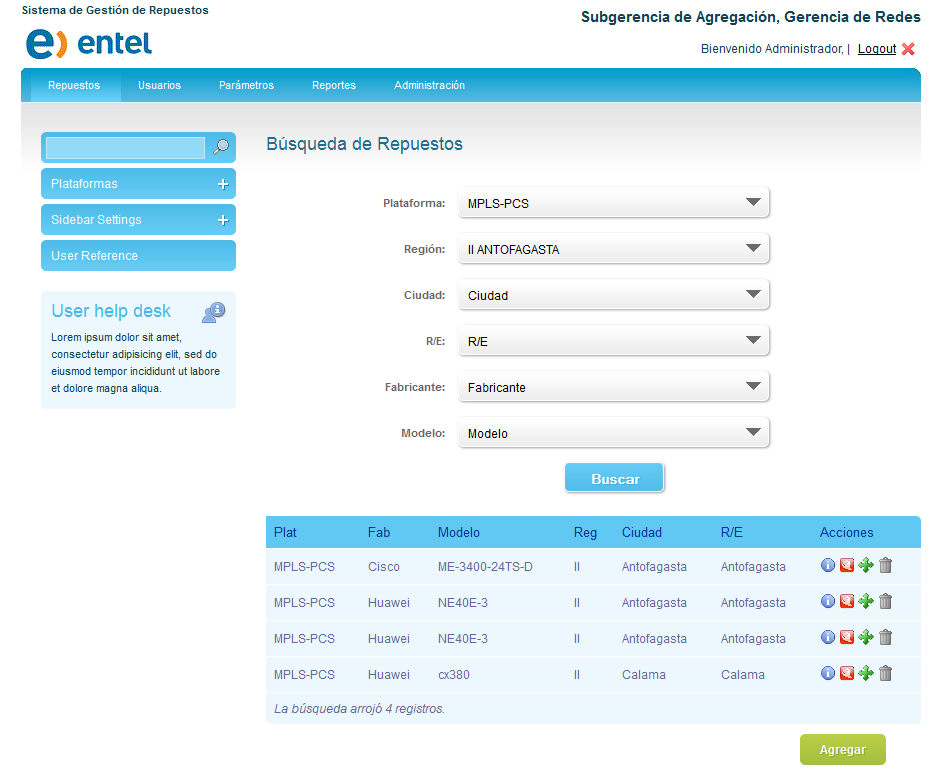 Sistema de Gestión de Repuestos
entel
Subgerencia de Agregación, Gerencia de Redes
Bienvenido Administrador, | Logout
Repuestos Usuarios Parámetros Reportes Administración
Plataformas
Sidebar Settings
User Reference
User help desk
Lorem ipsum dolor sit amet,
consectetur adipisicing elit, sed do
eiusmod tempor incididunt ut labore
et dolore magna aliqua.
Búsqueda de Repuestos
Plataforma: MPLS-PCS
Región: II ANTOFAGASTA
Ciudad: Ciudad
R/E: R/E
Fabricante: Fabricante
Modelo: Modelo
Buscar
Plat Fab Modelo Reg Ciudad R/E Acciones
MPLS-PCS Cisco ME-3400-24TS-D II Antofagasta Antofagasta
MPLS-PCS Huawei NE40E-3 II Antofagasta Antofagasta
MPLS-PCS Huawei NE40E-3 II Antofagasta Antofagasta
MPLS-PCS Huawei cx380 II Calama Calama
La búsqueda arrojó 4 registros.
Agregar